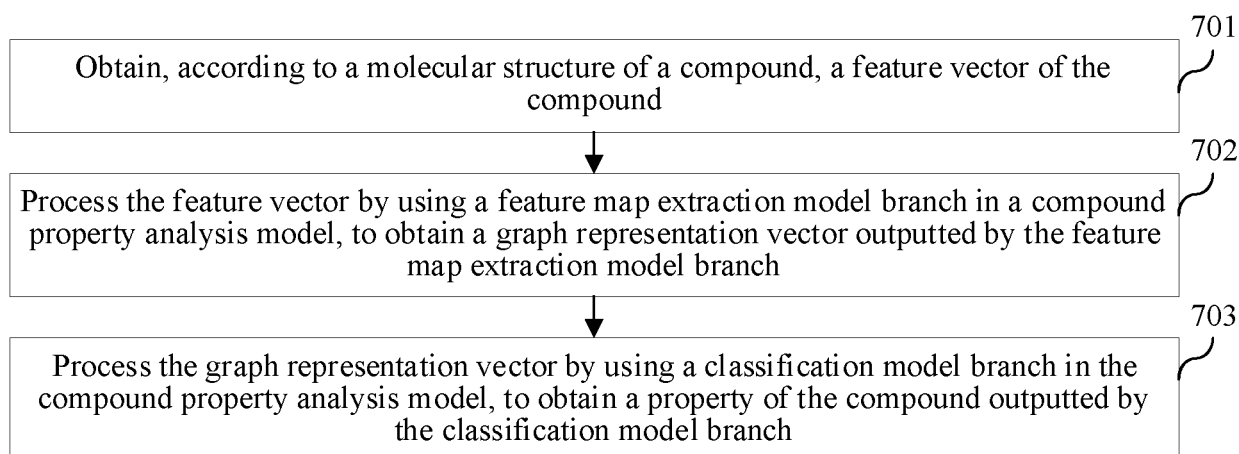 701
Obtain, according to a molecular structure of a compound, a feature vector of the
compound
702
Process the feature vector by using a feature map extraction model branch in a compound
property analysis model, to obtain a graph representation vector outputted by the feature
map extraction model branch
703
Process the graph representation vector by using a classification model branch in the
compound property analysis model, to obtain a property of the compound outputted by
the classification model branch